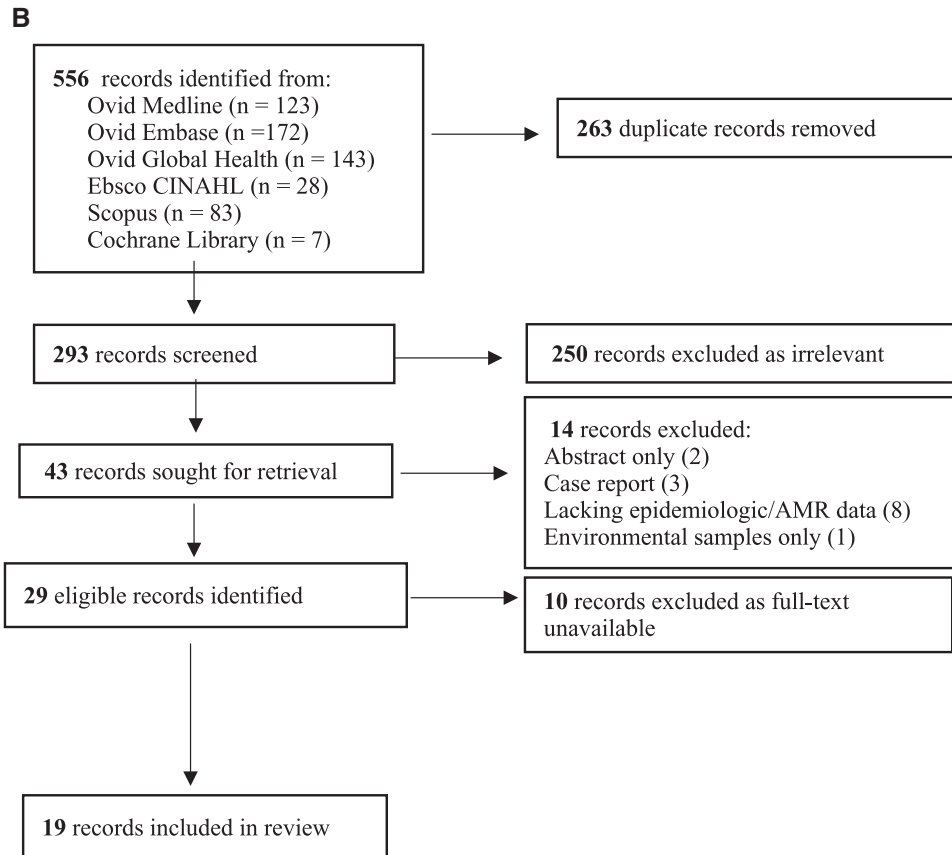 B
556 records identified from:
Ovid Medline (n = 123)
Ovid Embase (n =172)
Ovid Global Health (n = 143)
Ebsco CINAHL (n = 28)
Scopus (n = 83)
Cochrane Library (n = 7)
263 duplicate records removed
293 records screened
250 records excluded as irrelevant
43 records sought for retrieval
14 records excluded:
Abstract only (2)
Case report (3)
Lacking epidemiologic/AMR data (8)
Environmental samples only (1)
29 eligible records identified
10 records excluded as full-text
unavailable
19 records included in review